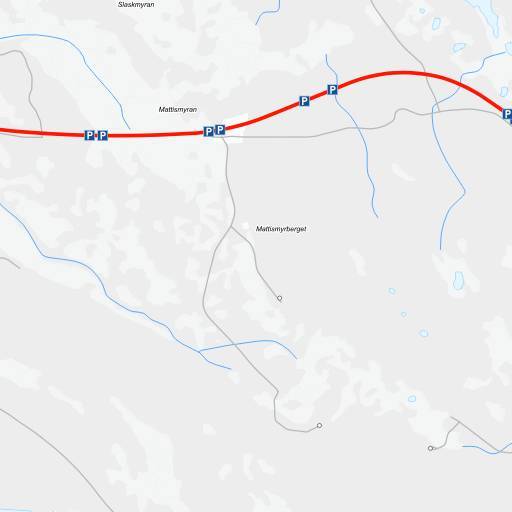 Slaskmyran
Mattismyran
P P
P P
P
P
P
Mattismyrberget